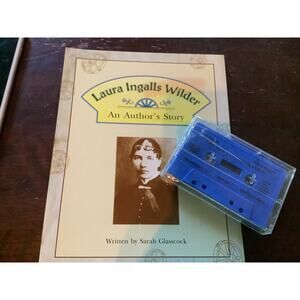 Laura Ingalls Wilder
An Author's Story
Written by Sarah Glasscock